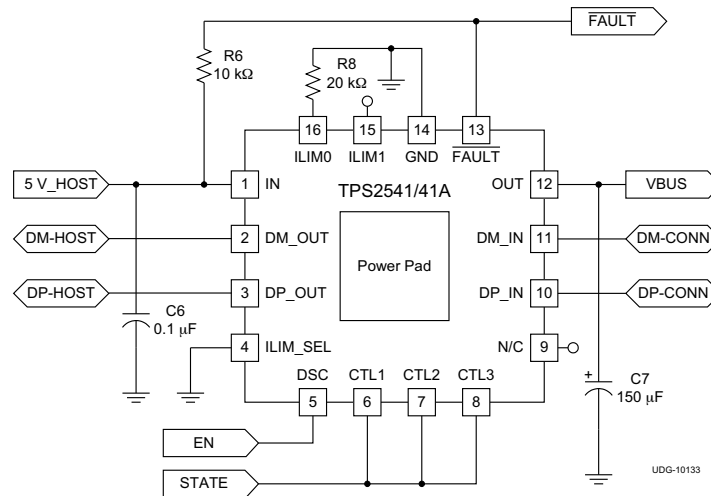 FAULT
R6
10 kΩ
R8
20 kΩ
16
15
14
13
ILIM0
ILIM1
GND
FAULT
5 V_HOST
1
IN
TPS2541/41A
OUT
12
VBUS
DM-HOST
2
DM_OUT
DM_IN
11
DM-CONN
Power Pad
DP-HOST
3
DP_OUT
DP_IN
10
DP-CONN
C6
0.1 µF
4
ILIM_SEL
N/C
9
DSC
CTL1
CTL2
CTL3
C7
150 µF
+
5
6
7
8
EN
STATE
UDG-10133